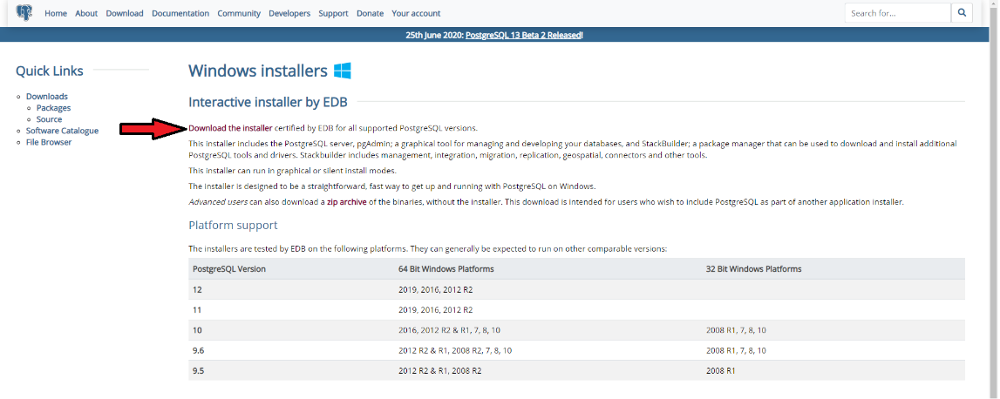 Home About Download Documentation Community Developers Support Donate Your account
Search for...
25th June 2020: PostgreSQL 13 Beta 2 Released!
Quick Links
Downloads
Packages
Source
Software Catalogue
File Browser
Windows installers
Interactive installer by EDB
Download the installer certified by EDB for all supported PostgreSQL versions.
This installer includes the PostgreSQL server, pgAdmin; a graphical tool for managing and developing your databases, and StackBuilder; a package manager that can be used to download and install additional
PostgreSQL tools and drivers. Stackbuilder includes management, integration, migration, replication, geospatial, connectors and other tools.
This installer can run in graphical or silent install modes.
The installer is designed to be a straightforward, fast way to get up and running with PostgreSQL on Windows.
Advanced users can also download a zip archive of the binaries, without the installer. This download is intended for users who wish to include PostgreSQL as part of another application installer.
Platform support
The installers are tested by EDB on the following platforms. They can generally be expected to run on other comparable versions:
PostgreSQL Version 64 Bit Windows Platforms 32 Bit Windows Platforms
12 2019, 2016, 2012 R2
11 2019, 2016, 2012 R2
10 2016, 2012 R2 & R1, 7, 8, 10 2008 R1, 7, 8, 10
9.6 2012 R2 & R1, 2008 R2, 7, 8, 10 2008 R1, 7, 8, 10
9.5 2012 R2 & R1, 2008 R2 2008 R1